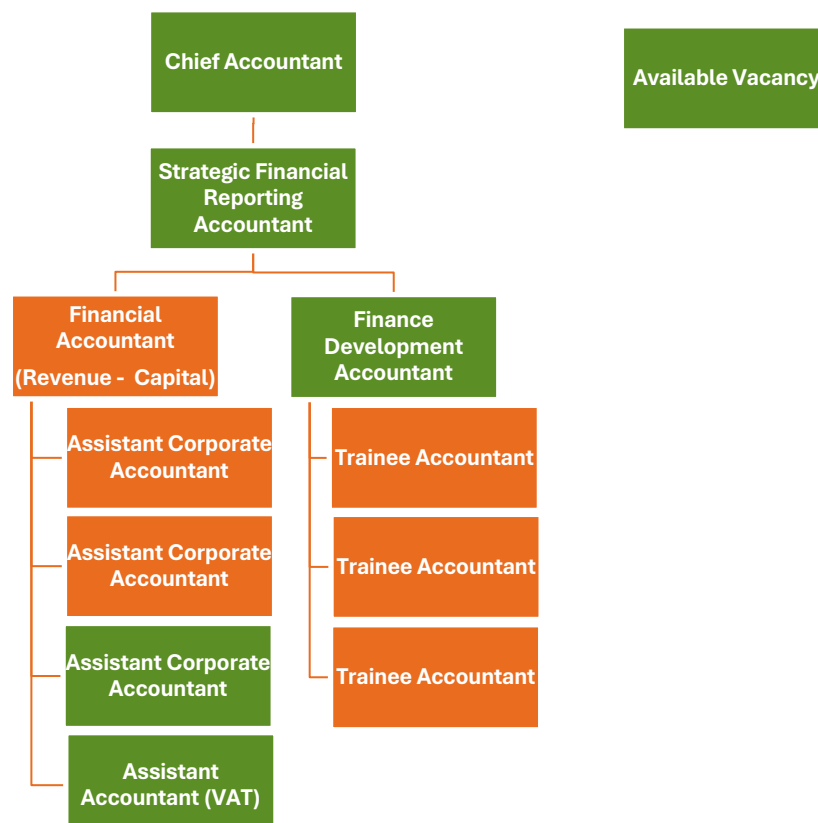 Chief Accountant
Available Vacancy
Strategic Financial
Reporting
Accountant
Financial
Accountant
(Revenue - Capital)
Finance
Development
Accountant
Assistant Corporate
Accountant
Trainee Accountant
Assistant Corporate
Accountant
Trainee Accountant
Assistant Corporate
Accountant
Trainee Accountant
Assistant
Accountant (VAT)